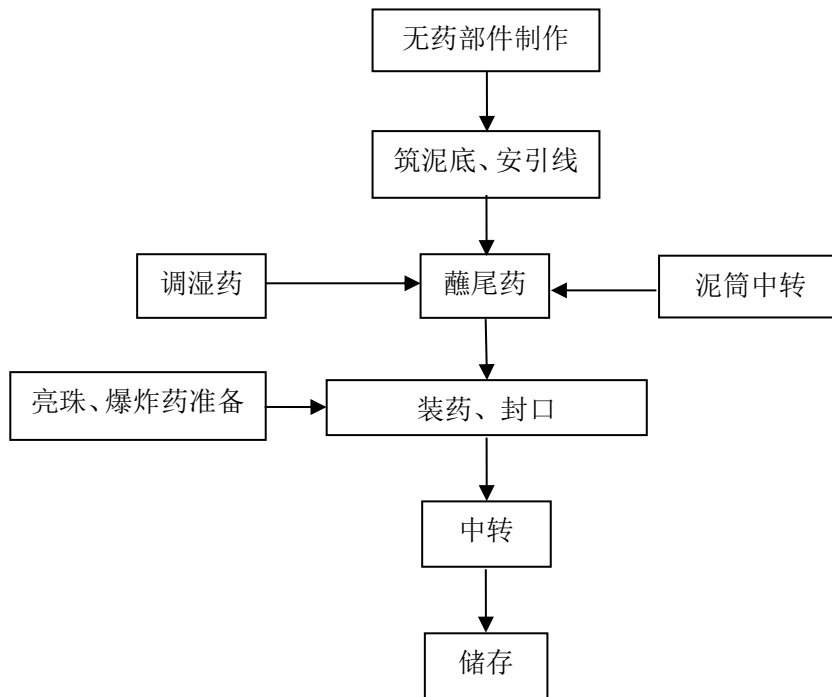 无药部件制作
筑泥底、安引线
调湿药
蘸尾药
泥筒中转
亮珠、爆炸药准备
装药、封口
中转
储存